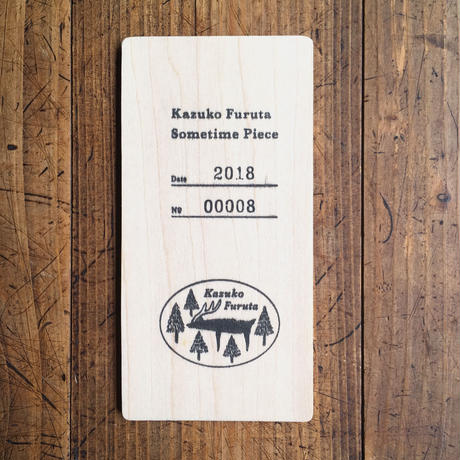 Kazuko Furuta
Sometime Piece
Date 2018
№ 00008
Kazuko
Furuta